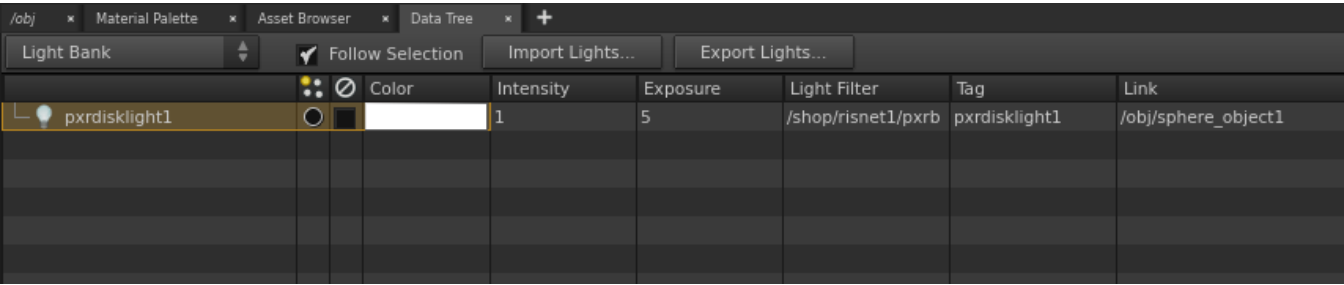 /obj × Material Palette × Asset Browser × Data Tree × +
Light Bank Follow Selection Import Lights... Export Lights...
Color Intensity Exposure Light Filter Tag Link
pxrdisklight1 1 5 /shop/risnet1/pxrb pxrdisklight1 /obj/sphere_object1